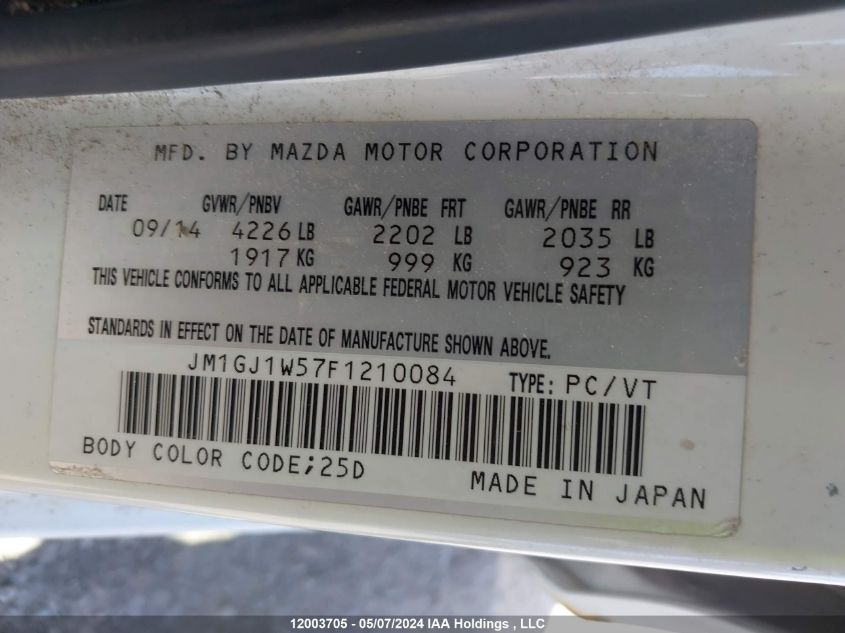 MFD. BY MAZDA MOTOR CORPORATION
DATE GVWR/PNBV GAWR/PNBE FRT GAWR/PNBE RR
09/14 4226 LB 2202 LB 2035 LB
1917 KG 999 KG 923 KG
THIS VEHICLE CONFORMS TO ALL APPLICABLE FEDERAL MOTOR VEHICLE SAFETY
STANDARDS IN EFFECT ON THE DATE OF MANUFACTURE SHOWN ABOVE.
JM1GJ1W57F1210084 TYPE: PC/VT
BODY COLOR CODE;25D MADE IN JAPAN
12003705 - 05/07/2024 IAA Holdings , LLC